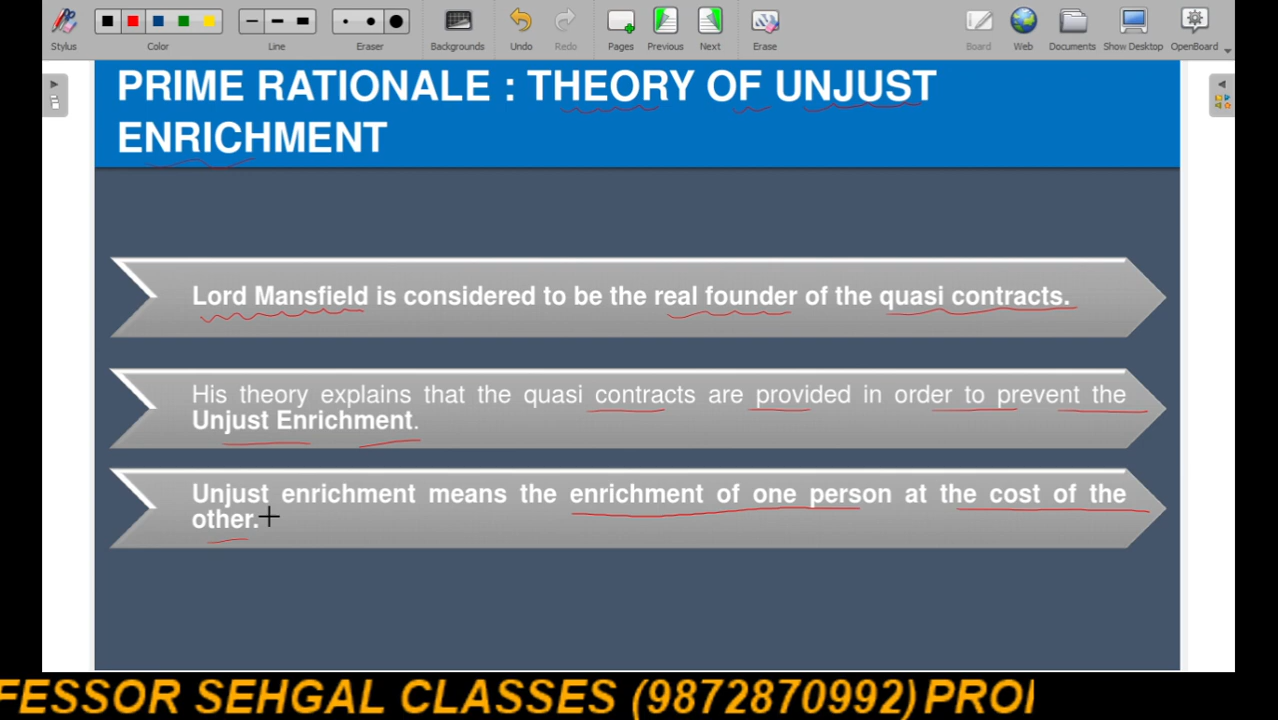 Stylus
Color
Line
Eraser
Backgrounds
Undo
Redo
Pages
Previous
Next
Erase
Board
Web
Documents
Show Desktop
OpenBoard
PRIME RATIONALE : THEORY OF UNJUST
ENRICHMENT
Lord Mansfield is considered to be the real founder of the quasi contracts.
His theory explains that the quasi contracts are provided in order to prevent the
Unjust Enrichment.
Unjust enrichment means the enrichment of one person at the cost of the
other.
FESSOR SEHGAL CLASSES (9872870992) PROI